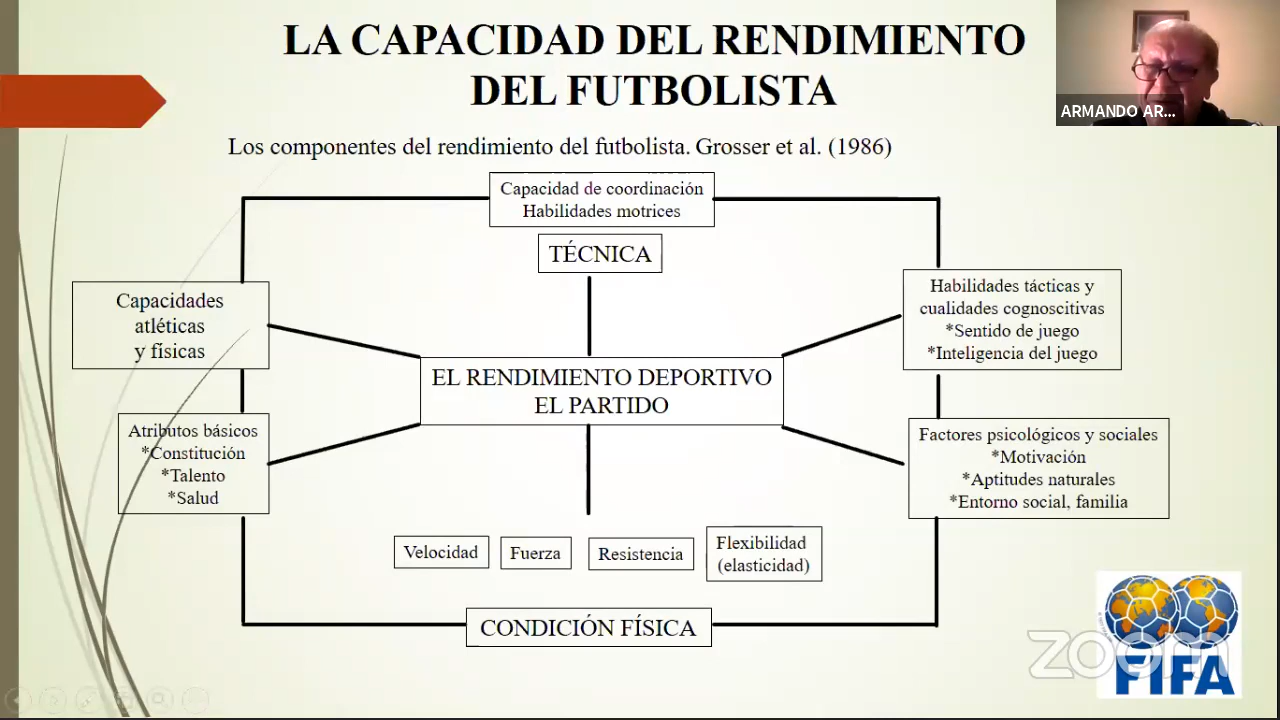 LA CAPACIDAD DEL RENDIMIENTO
DEL FUTBOLISTA
ARMANDO AR...
Los componentes del rendimiento del futbolista. Grosser et al. (1986)
Capacidad de coordinación
Habilidades motrices
TÉCNICA
Capacidades
atléticas
y físicas
Habilidades tácticas y
cualidades cognoscitivas
*Sentido de juego
*Inteligencia del juego
EL RENDIMIENTO DEPORTIVO
EL PARTIDO
Atributos básicos
*Constitución
*Talento
*Salud
Factores psicológicos y sociales
*Motivación
*Aptitudes naturales
*Entorno social, familia
Velocidad
Fuerza
Resistencia
Flexibilidad
(elasticidad)
CONDICIÓN FÍSICA
zoom
FIFA